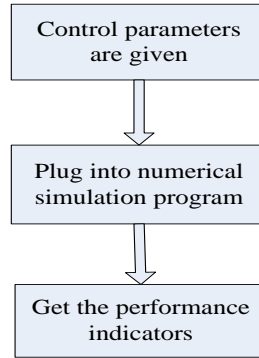 Control parameters
are given
Plug into numerical
simulation program
Get the performance
indicators